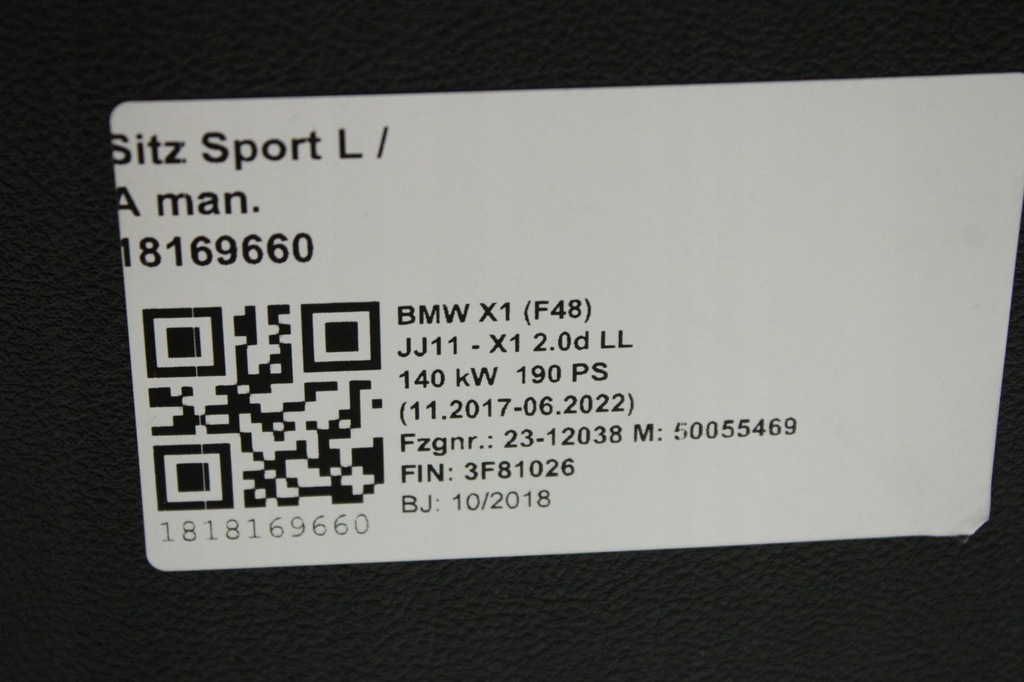 Sitz Sport L /
A man.
18169660
BMW X1 (F48)
JJ11 - X1 2.0d LL
140 kW 190 PS
(11.2017-06.2022)
Fzgnr.: 23-12038 M: 50055469
FIN: 3F81026
BJ: 10/2018
1818169660